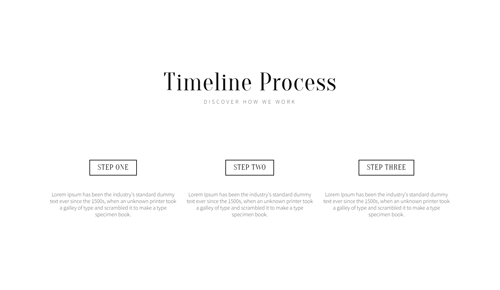 Timeline Process
DISCOVER HOW WE WORK
STEP ONE
Lorem Ipsum has been the industry's standard dummy
text ever since the 1500s, when an unknown printer took
a galley of type and scrambled it to make a type
specimen book.
STEP TWO
Lorem Ipsum has been the industry's standard dummy
text ever since the 1500s, when an unknown printer took
a galley of type and scrambled it to make a type
specimen book.
STEP THREE
Lorem Ipsum has been the industry's standard dummy
text ever since the 1500s, when an unknown printer took
a galley of type and scrambled it to make a type
specimen book.